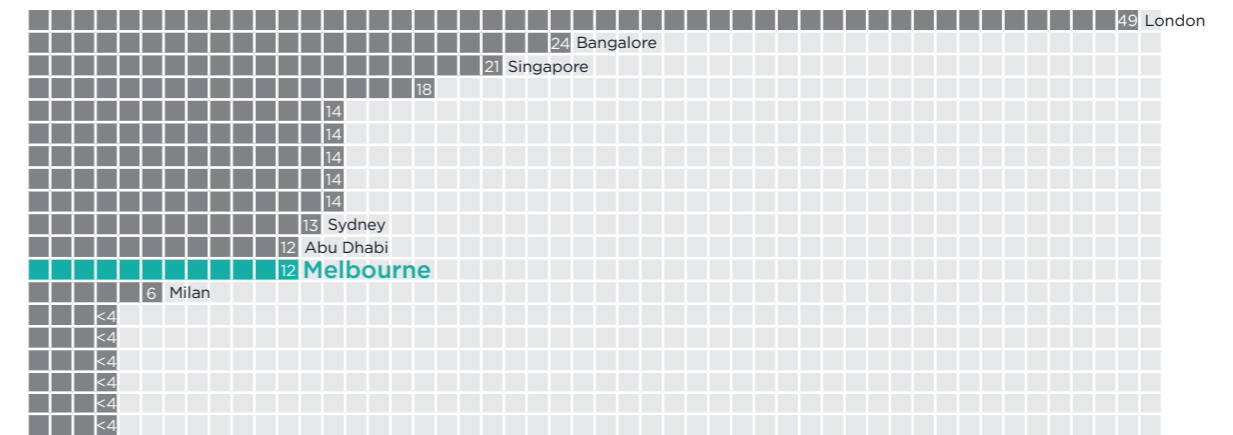 49 London
24 Bangalore
21 Singapore
18
14
14
14
14
14
13 Sydney
12 Abu Dhabi
12 Melbourne
6 Milan
<4
<4
<4
<4
<4
<4